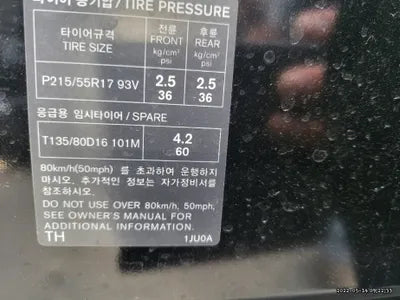 타이어 공기압/TIRE PRESSURE
타이어규격 전륜 후륜
TIRE SIZE FRONT REAR
kg/cm² kg/cm²
psi psi
P215/55R17 93V 2.5 2.5
36 36
응급용 임시타이어/SPARE
T135/80D16 101M 4.2
60
80km/h(50mph) 를 초과하여 운행하지
마시오. 추가적인 정보는 자가정비서를
참조하십시오.
DO NOT USE OVER 80km/h, 50mph,
SEE OWNER'S MANUAL FOR
ADDITIONAL INFORMATION.
TH 1JU0A